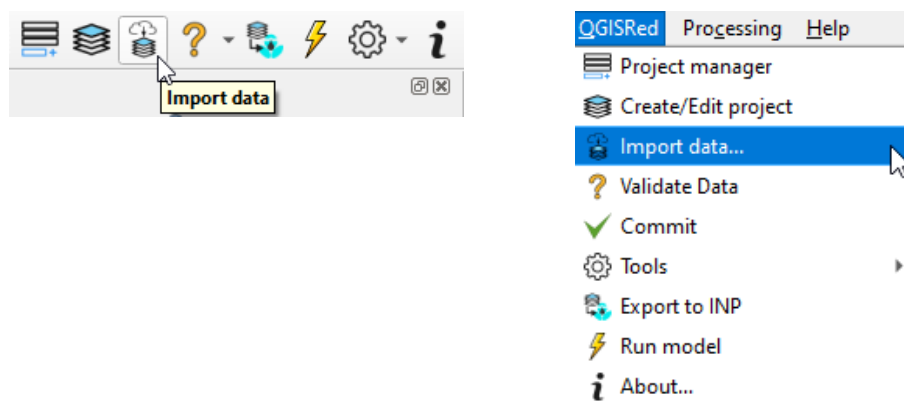 Import data
QGISRed Processing Help
Project manager
Create/Edit project
Import data...
Validate Data
Commit
Tools
Export to INP
Run model
About...